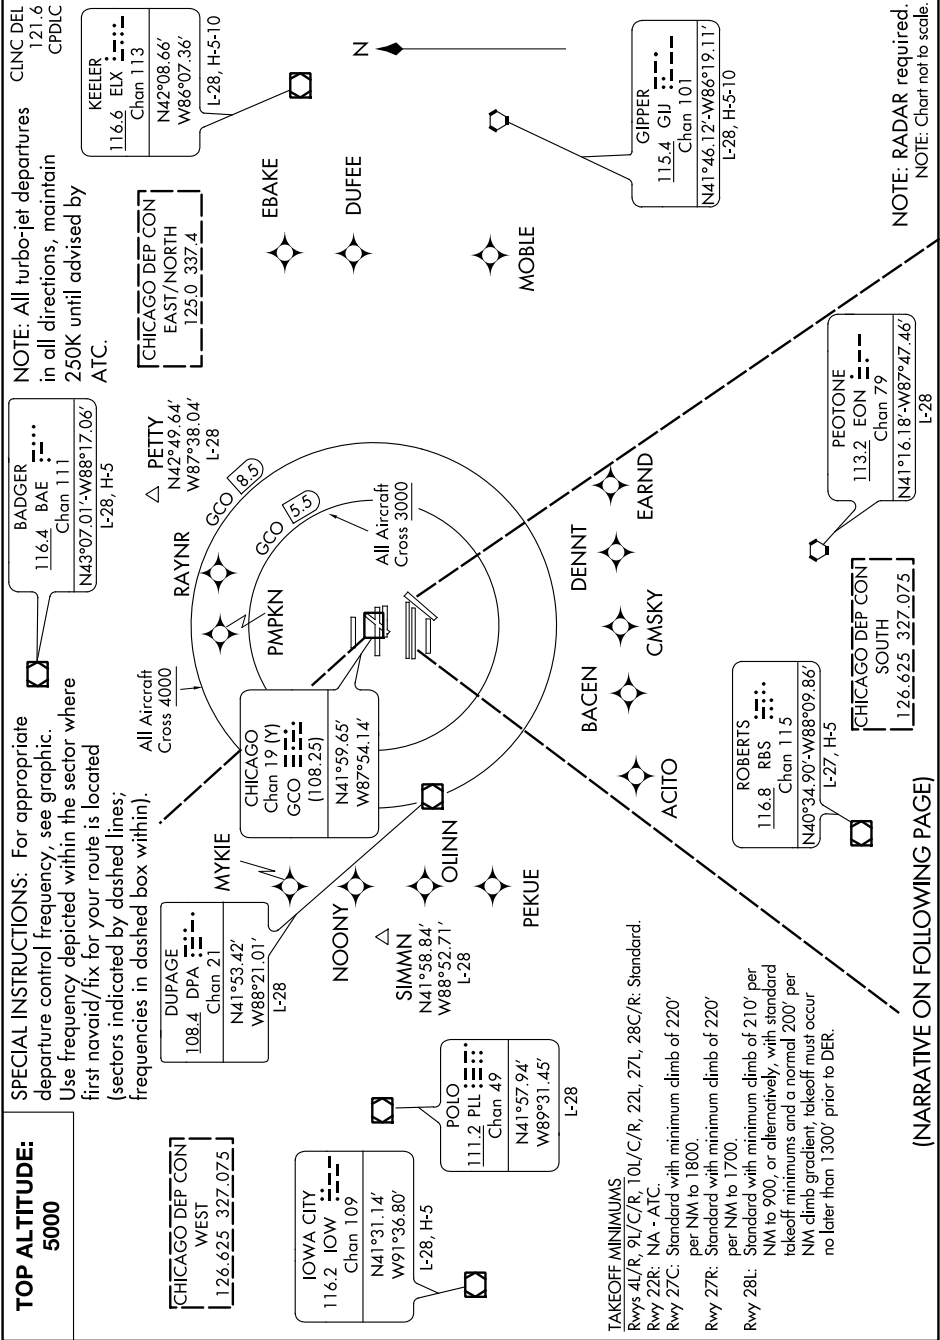 TOP ALTITUDE:
5000
SPECIAL INSTRUCTIONS: For appropriate
departure control frequency, see graphic.
Use frequency depicted within the sector where
first navaid/fix for your route is located
(sectors indicated by dashed lines;
frequencies in dashed box within).
NOTE: All turbo-jet departures
in all directions, maintain
250K until advised by
ATC.
CLNC DEL
121.6
CPDLC
BADGER
116.4 BAE
Chan 111
N43°07.01'-W88°17.06'
L-28, H-5
KEELER
116.6 ELX
Chan 113
N42°08.66'
W86°07.36'
L-28, H-5-10
CHICAGO DEP CON
WEST
126.625 327.075
CHICAGO DEP CON
EAST/NORTH
125.0 337.4
PETTY
N42°49.64'
W87°38.04'
L-28
RAYNR
GCO 8.5
GCO 5.5
PMPKN
All Aircraft
Cross 4000
All Aircraft
Cross 3000
EBAKE
DUFEE
MOBLE
N
DUPAGE
108.4 DPA
Chan 21
N41°53.42'
W88°21.01'
L-28
MYKIE
CHICAGO
Chan 19 (Y)
GCO
(108.25)
N41°59.65'
W87°54.14'
NOONY
OLINN
PEKUE
SIMMN
N41°58.84'
W88°52.71'
L-28
IOWA CITY
116.2 IOW
Chan 109
N41°31.14'
W91°36.80'
L-28, H-5
POLO
111.2 PLL
Chan 49
N41°57.94'
W89°31.45'
L-28
GIPPER
115.4 GIJ
Chan 101
N41°46.12'-W86°19.11'
L-28, H-5-10
ACITO
BACEN
CMSKY
DENNT
EARND
ROBERTS
116.8 RBS
Chan 115
N40°34.90'-W88°09.86'
L-27, H-5
PEOTONE
113.2 EON
Chan 79
N41°16.18'-W87°47.46'
L-28
CHICAGO DEP CON
SOUTH
126.625 327.075
TAKEOFF MINIMUMS
Rwys 4L/R, 9L/C/R, 10L/C/R, 22L, 27L, 28C/R: Standard.
Rwy 22R: NA - ATC.
Rwy 27C: Standard with minimum climb of 220'
per NM to 1800.
Rwy 27R: Standard with minimum climb of 220'
per NM to 1700.
Rwy 28L: Standard with minimum climb of 210' per
NM to 900, or alternatively, with standard
takeoff minimums and a normal 200' per
NM climb gradient, takeoff must occur
no later than 1300' prior to DER.
NOTE: RADAR required.
NOTE: Chart not to scale.
(NARRATIVE ON FOLLOWING PAGE)